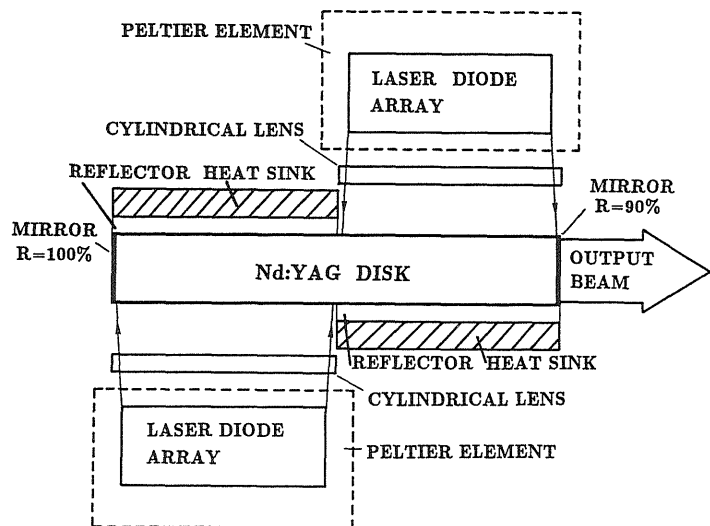 PELTIER ELEMENT
LASER DIODE
ARRAY
CYLINDRICAL LENS
REFLECTOR HEAT SINK
MIRROR
R=90%
MIRROR
R=100%
Nd:YAG DISK
OUTPUT
BEAM
REFLECTOR HEAT SINK
CYLINDRICAL LENS
LASER DIODE
ARRAY
PELTIER ELEMENT